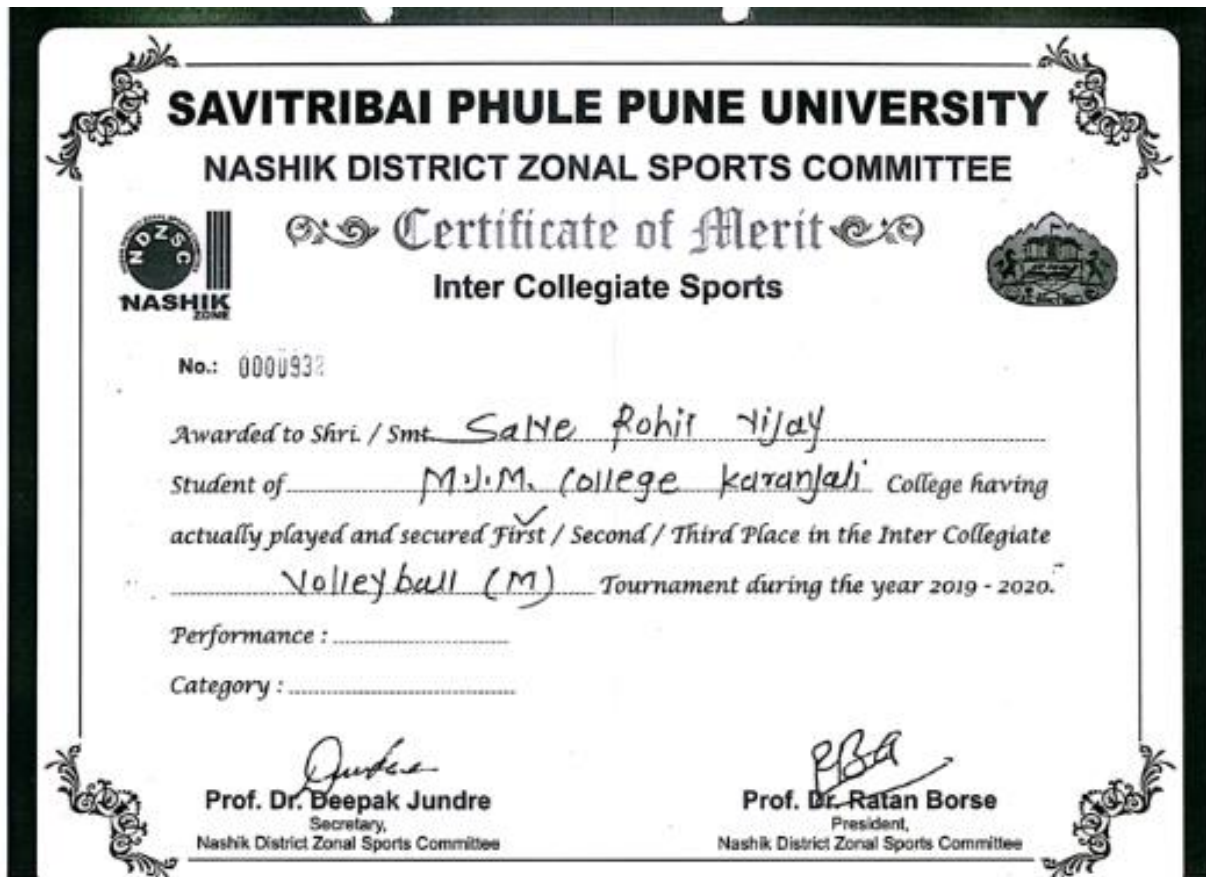 SAVITRIBAI PHULE PUNE UNIVERSITY
NASHIK DISTRICT ZONAL SPORTS COMMITTEE
Certificate of Merit
Inter Collegiate Sports
NDZSC
NASHIK
ZONE
No.: 0000932
Awarded to Shri. / Smt. Salve Rohit Vijay
Student of M.J.M. College Karanjali College having
actually played and secured First / Second / Third Place in the Inter Collegiate
Volleyball (M) Tournament during the year 2019 - 2020.
Performance :
Category :
Prof. Dr. Deepak Jundre
Secretary,
Nashik District Zonal Sports Committee
Prof. Dr. Ratan Borse
President,
Nashik District Zonal Sports Committee